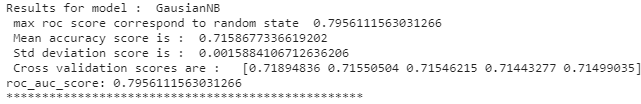 Results for model :  GausianNB
 max roc score correspond to random state  0.7956111563031266
 Mean accuracy score is :  0.7158677336619202
 Std deviation score is :  0.0015884106712636206
 Cross validation scores are :   [0.71894836 0.71550504 0.71546215 0.71443277 0.71499035]
roc_auc_score: 0.7956111563031266
**************************************************